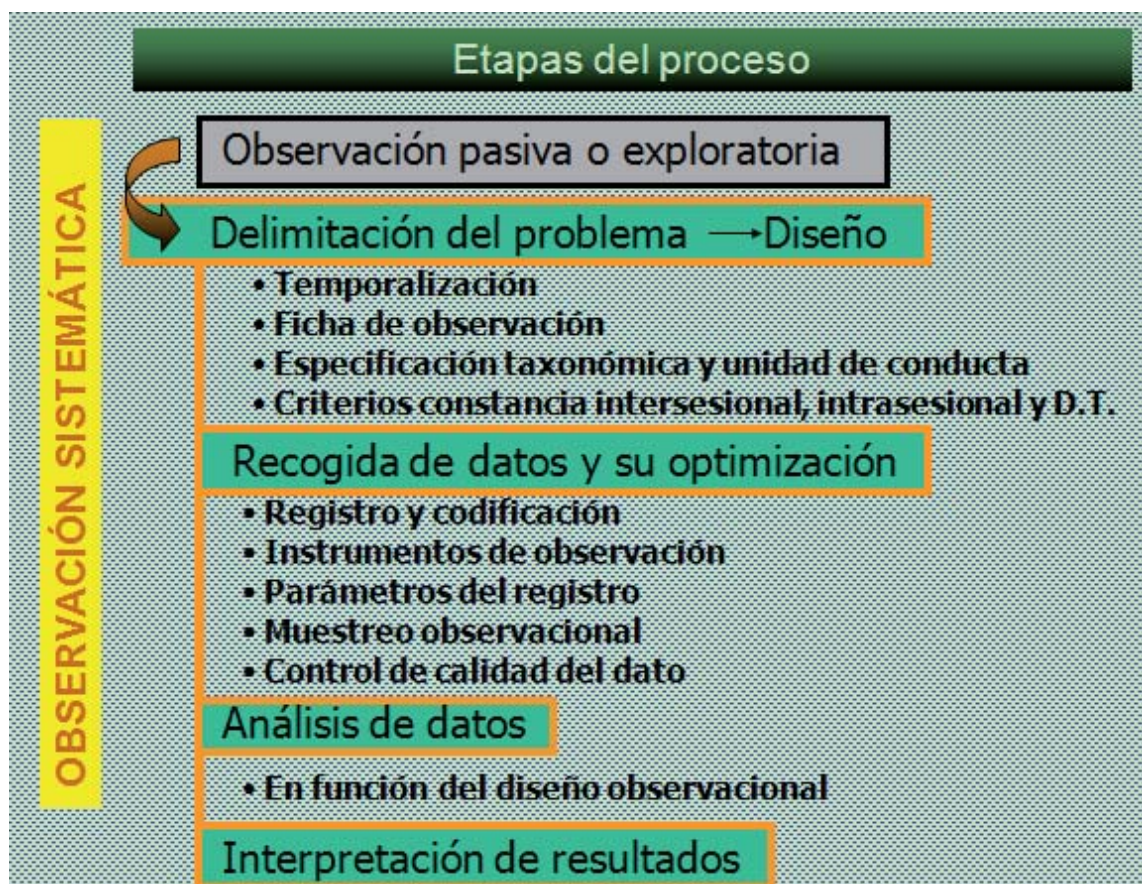 Etapas del proceso
OBSERVACIÓN SISTEMÁTICA
Observación pasiva o exploratoria
Delimitación del problema → Diseño
• Temporalización
• Ficha de observación
• Especificación taxonómica y unidad de conducta
• Criterios constancia intersesional, intrasesional y D.T.
Recogida de datos y su optimización
• Registro y codificación
• Instrumentos de observación
• Parámetros del registro
• Muestreo observacional
• Control de calidad del dato
Análisis de datos
• En función del diseño observacional
Interpretación de resultados